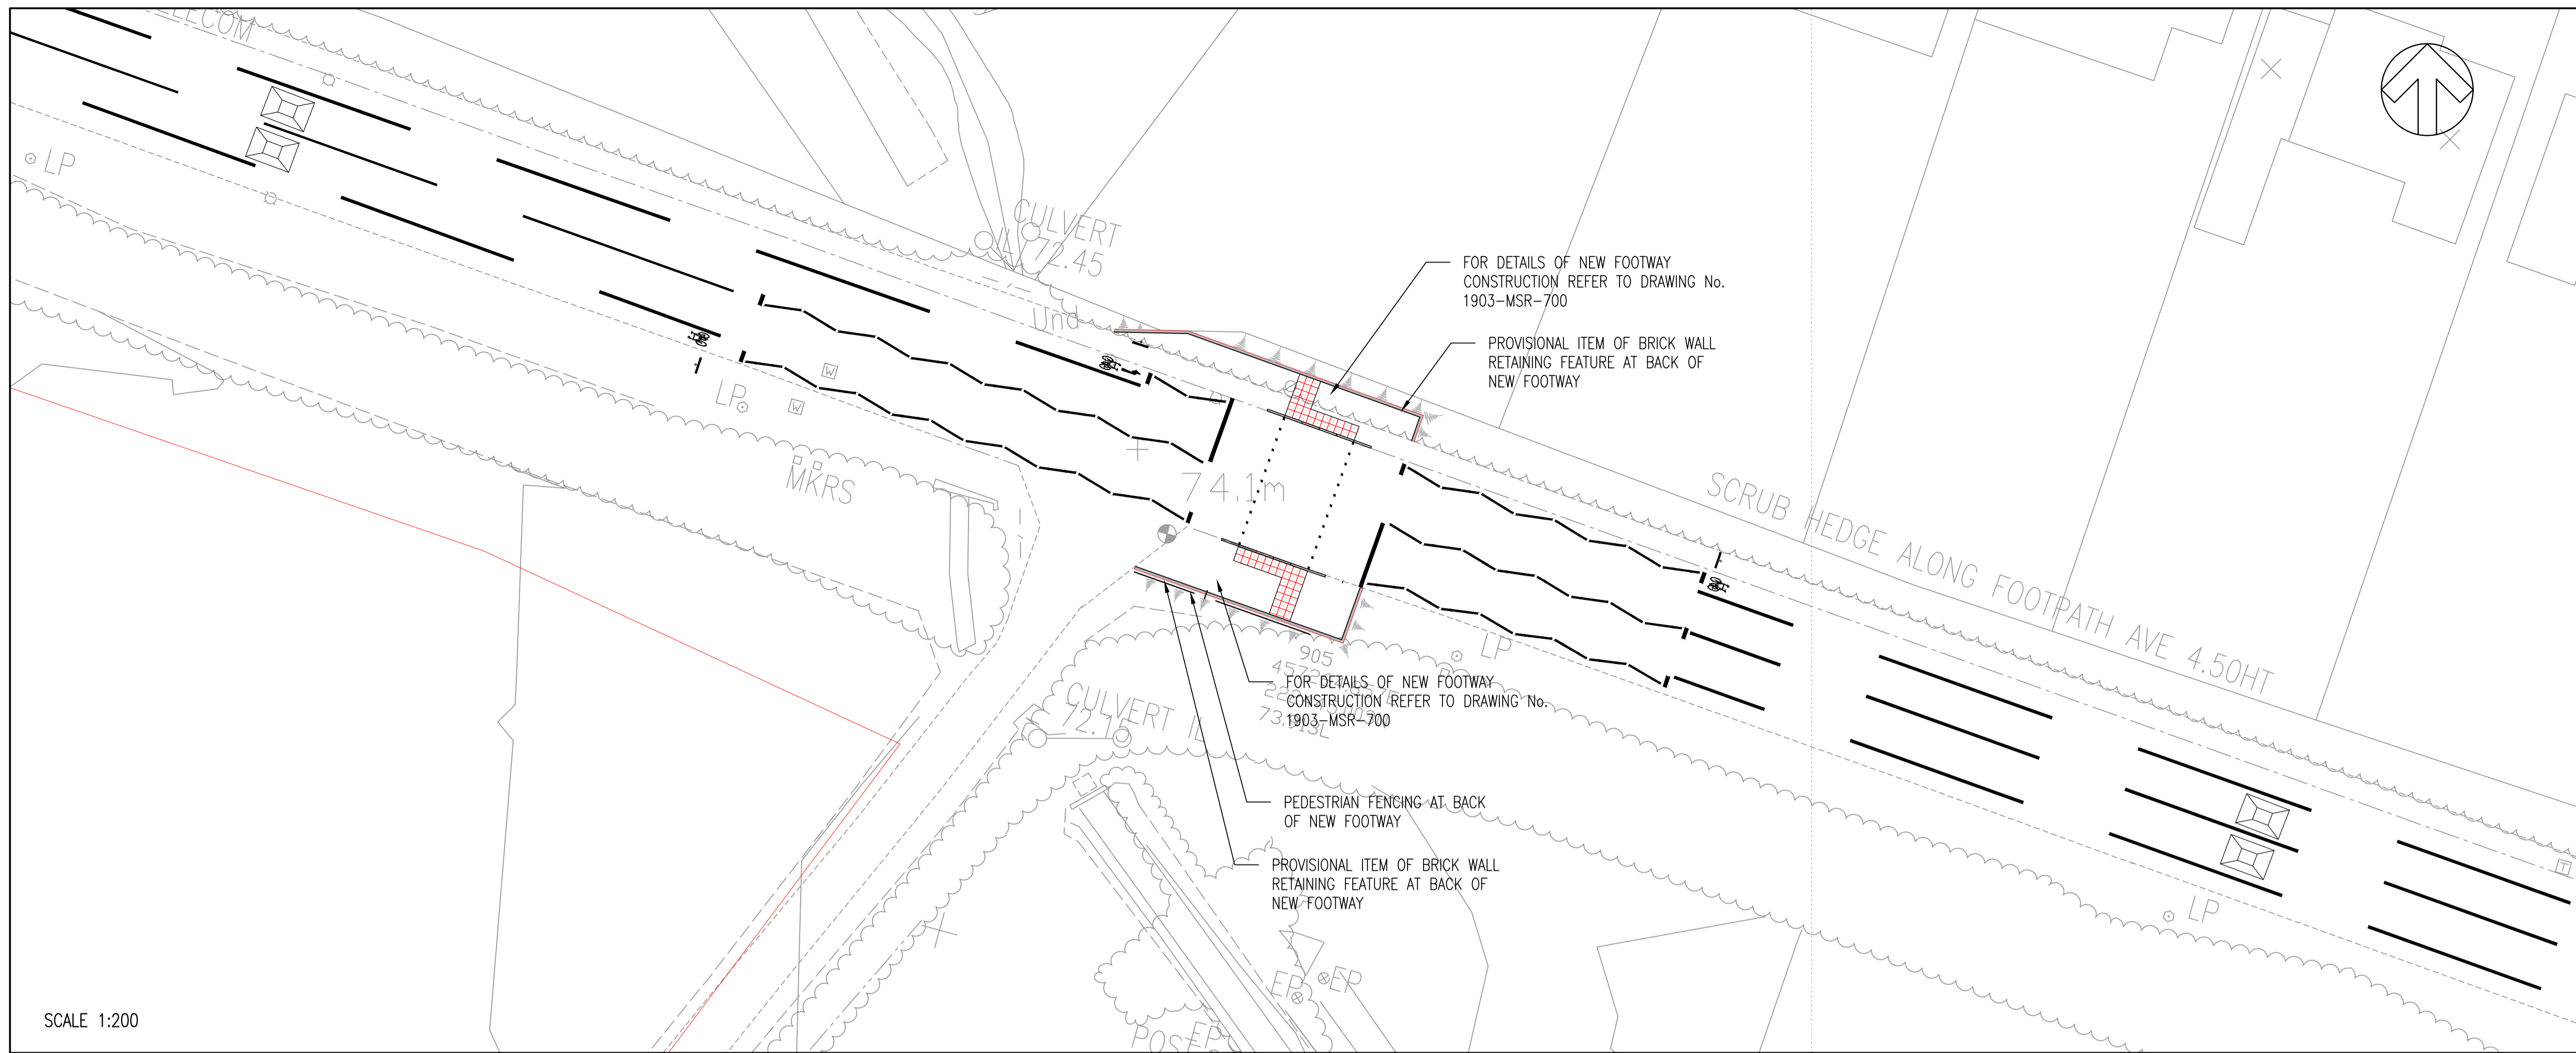 LP
CULVERT
IL 72.45
Und
FOR DETAILS OF NEW FOOTWAY
CONSTRUCTION REFER TO DRAWING No.
1903-MSR-700
PROVISIONAL ITEM OF BRICK WALL
RETAINING FEATURE AT BACK OF
NEW FOOTWAY
W
W
LP
MKRS
74.1m
SCRUB HEDGE ALONG FOOTPATH AVE 4.50HT
LP
905
FOR DETAILS OF NEW FOOTWAY
CONSTRUCTION REFER TO DRAWING No.
1903-MSR-700
CULVERT IL
72.15
PEDESTRIAN FENCING AT BACK
OF NEW FOOTWAY
PROVISIONAL ITEM OF BRICK WALL
RETAINING FEATURE AT BACK OF
NEW FOOTWAY
T
LP
EP
EP
EP
SCALE 1:200